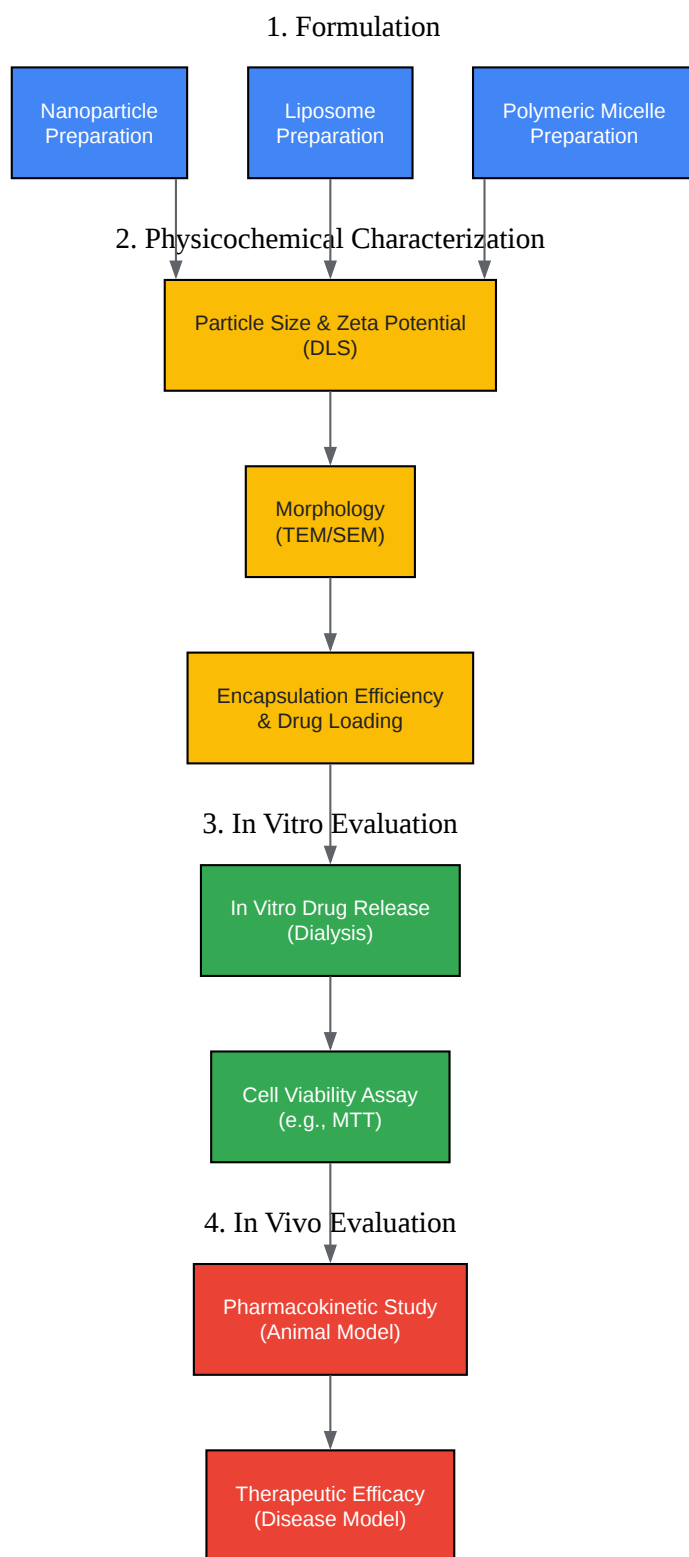 1. Formulation
Nanoparticle
Preparation
Liposome
Preparation
Polymeric Micelle
Preparation
2. Physicochemical Characterization
Particle Size & Zeta Potential
(DLS)
Morphology
(TEM/SEM)
Encapsulation Efficiency
& Drug Loading
3. In Vitro Evaluation
In Vitro Drug Release
(Dialysis)
Cell Viability Assay
(e.g., MTT)
4. In Vivo Evaluation
Pharmacokinetic Study
(Animal Model)
Therapeutic Efficacy
(Disease Model)